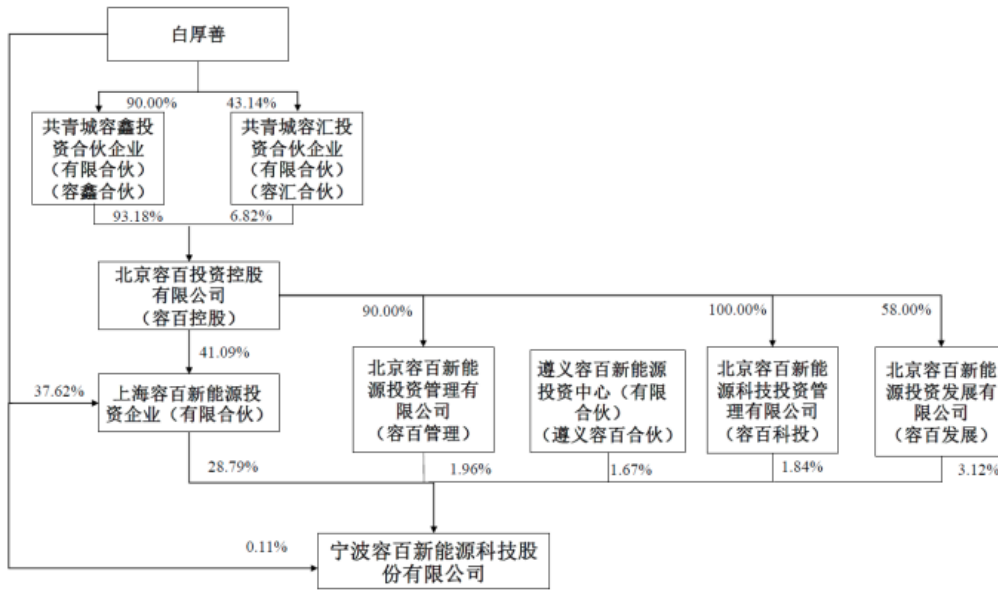 白厚善
90.00%
43.14%
共青城容鑫投
资合伙企业
（有限合伙）
（容鑫合伙）
共青城容汇投
资合伙企业
（有限合伙）
（容汇合伙）
93.18%
6.82%
北京容百投资控股
有限公司
（容百控股）
90.00%
100.00%
58.00%
41.09%
37.62%
上海容百新能源投
资企业（有限合伙）
北京容百新能
源投资管理有
限公司
（容百管理）
遵义容百新能源
投资中心（有限
合伙）
（遵义容百合伙）
北京容百新能
源科技投资管
理有限公司
（容百科投）
北京容百新能
源投资发展有
限公司
（容百发展）
28.79%
1.96%
1.67%
1.84%
3.12%
0.11%
宁波容百新能源科技股
份有限公司